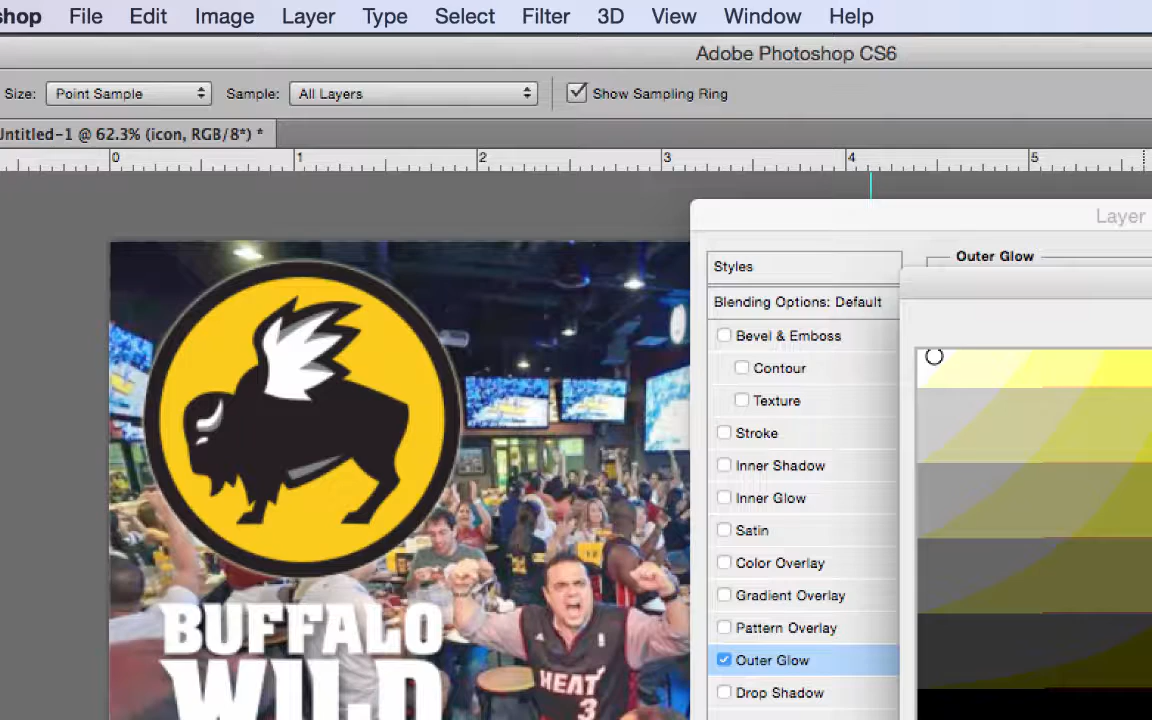 shop File Edit Image Layer Type Select Filter 3D View Window Help
Adobe Photoshop CS6
Size: Point Sample Sample: All Layers Show Sampling Ring
Untitled-1 @ 62.3% (icon, RGB/8*) *
0 1 2 3 4 5
Layer
Styles
Outer Glow
Blending Options: Default
Bevel & Emboss
Contour
Texture
Stroke
Inner Shadow
Inner Glow
Satin
Color Overlay
Gradient Overlay
Pattern Overlay
Outer Glow
Drop Shadow
BUFFALO
WILD
HEAT
3